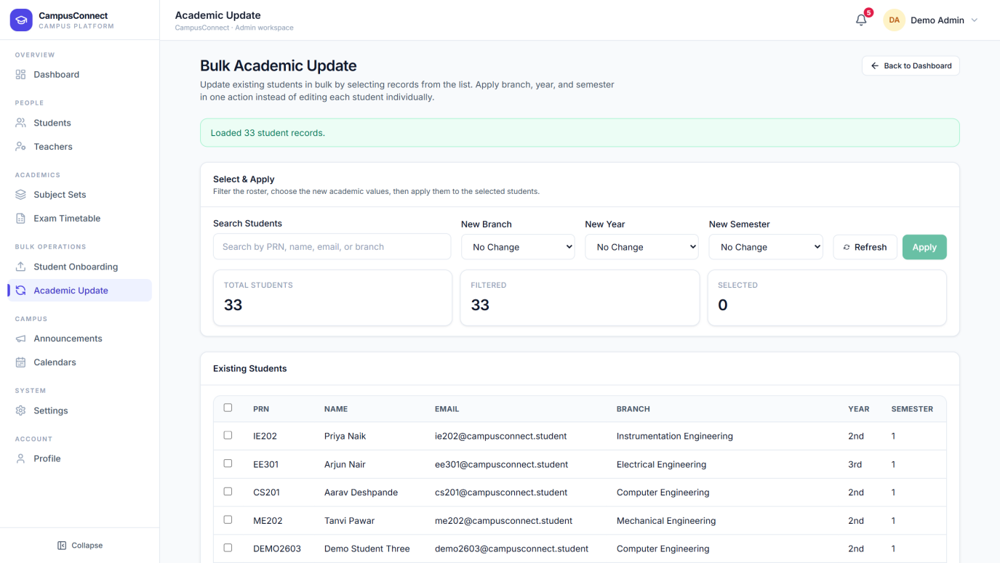 CampusConnect
CAMPUS PLATFORM
OVERVIEW
Dashboard
PEOPLE
Students
Teachers
ACADEMICS
Subject Sets
Exam Timetable
BULK OPERATIONS
Student Onboarding
Academic Update
CAMPUS
Announcements
Calendars
SYSTEM
Settings
ACCOUNT
Profile
Collapse
Academic Update
CampusConnect · Admin workspace
5
DA Demo Admin
Bulk Academic Update
Back to Dashboard
Update existing students in bulk by selecting records from the list. Apply branch, year, and semester
in one action instead of editing each student individually.
Loaded 33 student records.
Select & Apply
Filter the roster, choose the new academic values, then apply them to the selected students.
Search Students New Branch New Year New Semester
Search by PRN, name, email, or branch No Change No Change No Change Refresh Apply
TOTAL STUDENTS FILTERED SELECTED
33 33 0
Existing Students
PRN NAME EMAIL BRANCH YEAR SEMESTER
IE202 Priya Naik ie202@campusconnect.student Instrumentation Engineering 2nd 1
EE301 Arjun Nair ee301@campusconnect.student Electrical Engineering 3rd 1
CS201 Aarav Deshpande cs201@campusconnect.student Computer Engineering 2nd 1
ME202 Tanvi Pawar me202@campusconnect.student Mechanical Engineering 2nd 1
DEMO2603 Demo Student Three demo2603@campusconnect.student Computer Engineering 2nd 1